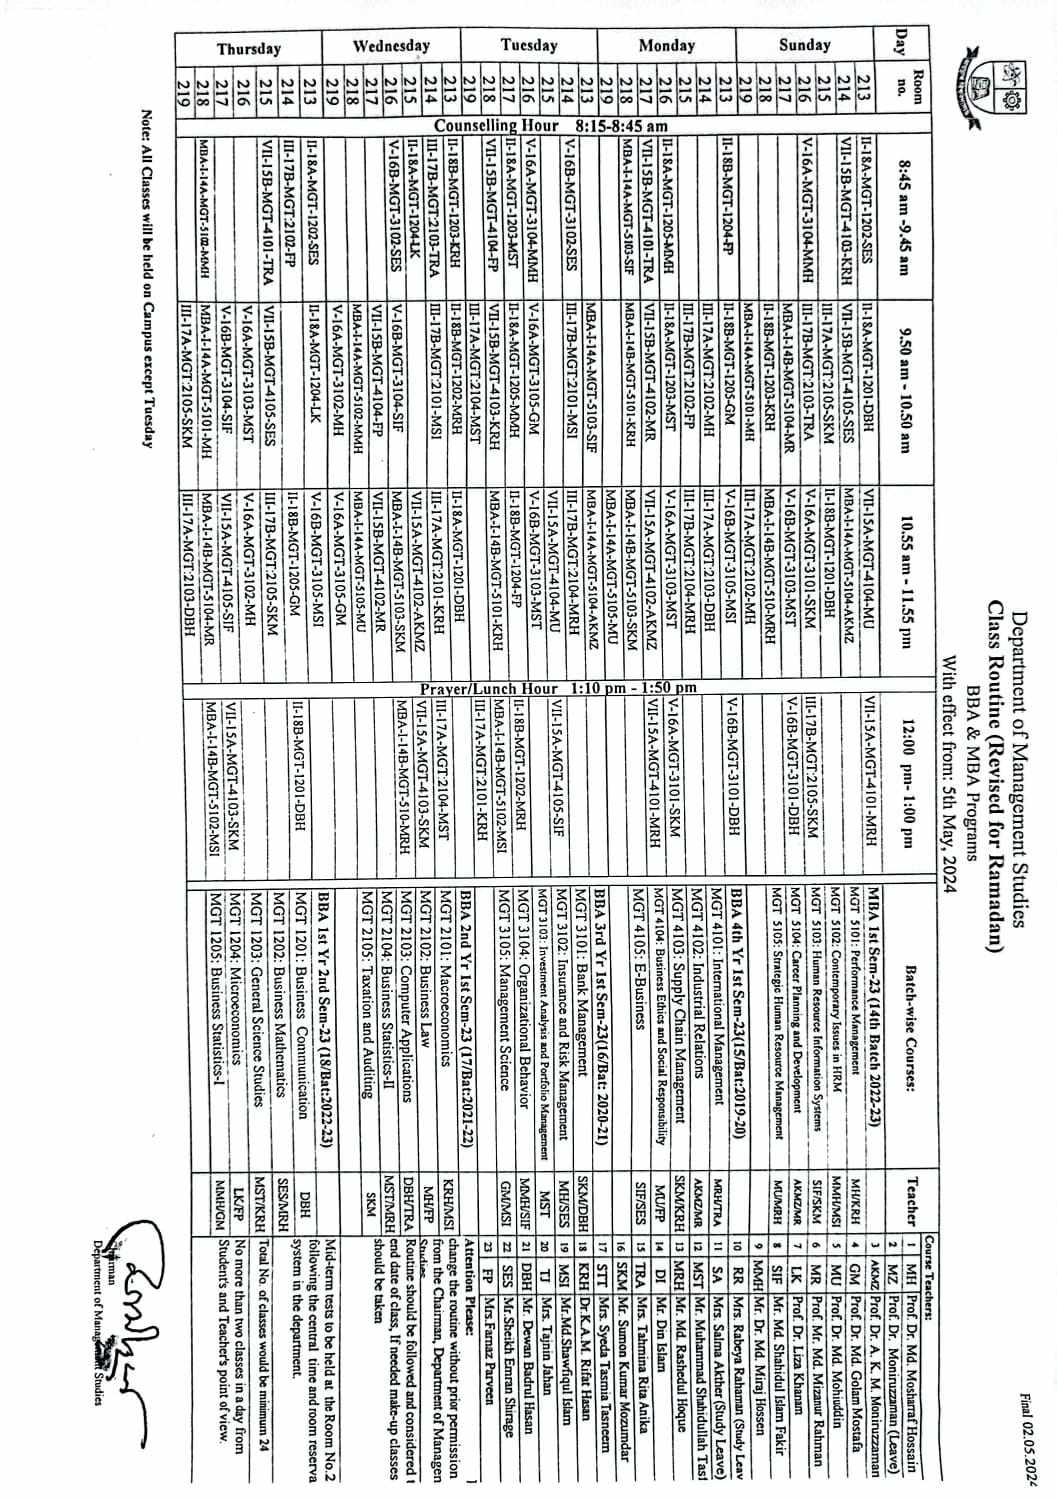 Final 02.05.2024
Department of Management Studies
Class Routine (Revised for Ramadan)
BBA & MBA Programs
With effect from: 5th May, 2024
Day
Room no.
8:45 am -9.45 am
9.50 am - 10.50 am
10.55 am - 11.55 pm
12:00 pm- 1:00 pm
Batch-wise Courses:
Teacher
Counselling Hour 8:15-8:45 am
Prayer/Lunch Hour 1:10 pm - 1:50 pm
Sunday
213 II-18A-MGT-1202-SES II-18A-MGT-1201-DBH VII-15A-MGT-4104-MU VII-15A-MGT-4101-MRH
214 VII-15B-MGT-4103-KRH VII-15B-MGT-4105-SES MBA-I-14A-MGT-5104-AKMZ
215 III-17A-MGT:2105-SKM II-18B-MGT-1201-DBH
216 V-16A-MGT-3104-MMH III-17B-MGT:2103-TRA V-16A-MGT-3101-SKM III-17B-MGT:2105-SKM
217 MBA-I-14B-MGT-5104-MR V-16B-MGT-3103-MST V-16B-MGT-3101-DBH
218 II-18B-MGT-1203-KRH MBA-I-14B-MGT-510-MRH
219 MBA-I-14A-MGT-5101-MH III-17A-MGT:2102-MH
Monday
213 II-18B-MGT-1204-FP II-18B-MGT-1205-GM V-16B-MGT-3105-MSI V-16B-MGT-3101-DBH
214 III-17A-MGT:2102-MH III-17A-MGT:2103-DBH
215 III-17B-MGT:2102-FP III-17B-MGT:2104-MRH
216 II-18A-MGT-1205-MMH II-18A-MGT-1203-MST V-16A-MGT-3103-MST V-16A-MGT-3101-SKM
217 VII-15B-MGT-4101-TRA VII-15B-MGT-4102-MR VII-15A-MGT-4102-AKMZ VII-15A-MGT-4101-MRH
218 MBA-I-14A-MGT-5103-SIF MBA-I-14B-MGT-5101-KRH MBA-I-14B-MGT-5103-SKM
219 MBA-I-14A-MGT-5105-MU
Tuesday
213 MBA-I-14A-MGT-5103-SIF MBA-I-14A-MGT-5104-AKMZ
214 V-16B-MGT-3102-SES III-17B-MGT:2101-MSI III-17B-MGT:2104-MRH
215 VII-15A-MGT-4104-MU VII-15A-MGT-4105-SIF
216 V-16A-MGT-3104-MMH V-16A-MGT-3105-GM V-16B-MGT-3103-MST
217 II-18A-MGT-1203-MST II-18A-MGT-1205-MMH II-18B-MGT-1204-FP II-18B-MGT-1202-MRH
218 VII-15B-MGT-4104-FP VII-15B-MGT-4103-KRH MBA-I-14B-MGT-5101-KRH MBA-I-14B-MGT-5102-MSI
219 III-17A-MGT:2104-MST III-17A-MGT:2101-KRH
Wednesday
213 II-18B-MGT-1203-KRH II-18B-MGT-1202-MRH II-18A-MGT-1201-DBH
214 III-17B-MGT:2103-TRA III-17B-MGT:2101-MSI III-17A-MGT:2101-KRH III-17A-MGT:2104-MST
215 II-18A-MGT-1204-LK VII-15A-MGT-4102-AKMZ VII-15A-MGT-4103-SKM
216 V-16B-MGT-3102-SES V-16B-MGT-3104-SIF MBA-I-14B-MGT-5103-SKM MBA-I-14B-MGT-510-MRH
217 VII-15B-MGT-4104-FP VII-15B-MGT-4102-MR
218 MBA-I-14A-MGT-5102-MMH MBA-I-14A-MGT-5105-MU
219 V-16A-MGT-3102-MH V-16A-MGT-3105-GM
Thursday
213 II-18A-MGT-1202-SES II-18A-MGT-1204-LK V-16B-MGT-3105-MSI
214 III-17B-MGT:2102-FP II-18B-MGT-1205-GM II-18B-MGT-1201-DBH
215 VII-15B-MGT-4101-TRA VII-15B-MGT-4105-SES III-17B-MGT:2105-SKM
216 V-16A-MGT-3103-MST V-16A-MGT-3102-MH
217 V-16B-MGT-3104-SIF VII-15A-MGT-4105-SIF VII-15A-MGT-4103-SKM
218 MBA-I-14A-MGT-5102-MMH MBA-I-14A-MGT-5101-MH MBA-I-14B-MGT-5104-MR MBA-I-14B-MGT-5102-MSI
219 III-17A-MGT:2105-SKM III-17A-MGT:2103-DBH
MBA 1st Sem-23 (14th Batch 2022-23)
MGT 5101: Performance Management MH/KRH
MGT 5102: Contemporary Issues in HRM MMH/MSI
MGT 5103: Human Resource Information Systems SIF/SKM
MGT 5104: Career Planning and Development AKMZ/MR
MGT 5105: Strategic Human Resource Management MU/MRH
BBA 4th Yr 1st Sem-23(15/Bat:2019-20)
MGT 4101: International Management MRH/TRA
MGT 4102: Industrial Relations AKMZ/MR
MGT 4103: Supply Chain Management SKM/KRH
MGT 4104: Business Ethics and Social Responsibility MU/FP
MGT 4105: E-Business SIF/SES
BBA 3rd Yr 1st Sem-23(16/Bat: 2020-21)
MGT 3101: Bank Management SKM/DBH
MGT 3102: Insurance and Risk Management MH/SES
MGT 3103: Investment Analysis and Portfolio Management MST
MGT 3104: Organizational Behavior MMH/SIF
MGT 3105: Management Science GM/MSI
BBA 2nd Yr 1st Sem-23 (17/Bat:2021-22)
MGT 2101: Macroeconomics KRH/MSI
MGT 2102: Business Law MH/FP
MGT 2103: Computer Applications DBH/TRA
MGT 2104: Business Statistics-II MST/MRH
MGT 2105: Taxation and Auditing SKM
BBA 1st Yr 2nd Sem-23 (18/Bat:2022-23)
MGT 1201: Business Communication DBH
MGT 1202: Business Mathematics SES/MRH
MGT 1203: General Science Studies MST/KRH
MGT 1204: Microeconomics LK/FP
MGT 1205: Business Statistics-I MMH/GM
Course Teachers:
1 MH Prof. Dr. Md. Mosharraf Hossain
2 MZ Prof. Dr. Moniruzaman (Leave)
3 AKMZ Prof. Dr. A. K. M. Moniruzzaman
4 GM Prof. Dr. Md. Golam Mostafa
5 MU Prof. Dr. Md. Mohiuddin
6 MR Prof. Mr. Md. Mizanur Rahman
7 LK Prof. Dr. Liza Khanam
8 SIF Mr. Md. Shahidul Islam Fakir
9 MMH Mr. Dr. Md. Miraj Hossen
10 RR Mrs. Rabeya Rahaman (Study Leav
11 SA Mrs. Salma Akther (Study Leave)
12 MST Mr. Muhammad Shahidullah Tasf
13 MRH Mr. Md. Rashedul Hoque
14 DI Md. Din Islam
15 TRA Mrs. Tahmina Rita Anika
16 SKM Mr. Sumon Kumar Mozumdar
17 STT Mrs. Syeda Tasmia Tasneem
18 KRH Dr.K.A.M. Rifat Hasan
19 MSI Mr.Md.Shawfiqul Islam
20 TJ Mrs. Tajnin Jahan
21 DBH Mr. Dewan Badrul Hasan
22 SES Mr.Sheikh Emran Shirage
23 FP Mrs.Farnaz Parveen
Attention Please:
change the routine without prior permission
from the Chairman, Department of Managen
Studies
Routine should be followed and considered t
end date of class, If needed make-up classes
should be taken
Mid-term tests to be held at the Room No.2
following the central time and room reserva
system in the department.
Total No. of classes would be minimum 24
No more than two classes in a day from
Student's and Teacher's point of view.
Note: All Classes will be held on Campus except Tuesday
Chairman
Department of Management Studies